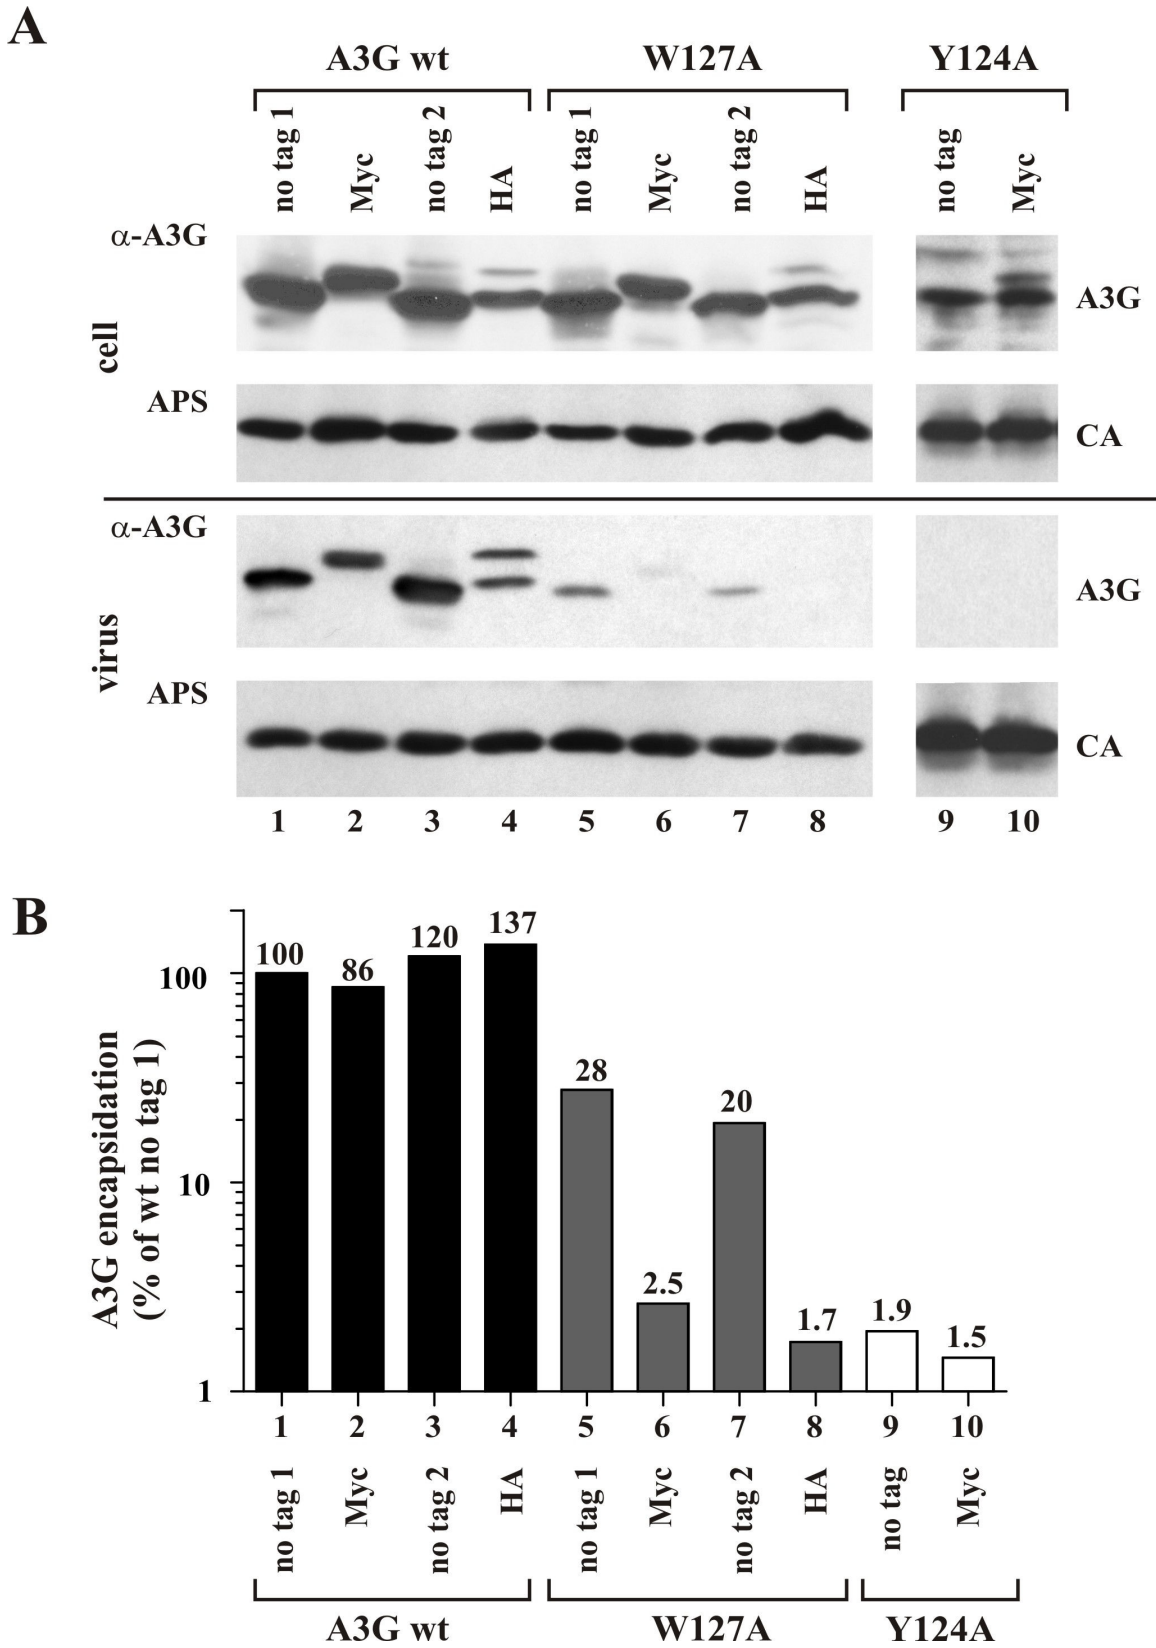 A
A3G wt W127A Y124A
no tag 1 Myc no tag 2 HA no tag 1 Myc no tag 2 HA no tag Myc
α-A3G
A3G
cell
APS
CA
α-A3G
A3G
virus
APS
CA
1 2 3 4 5 6 7 8 9 10
B
A3G encapsidation
(% of wt no tag 1)
100
10
1
100 86 120 137 28 2.5 20 1.7 1.9 1.5
1 2 3 4 5 6 7 8 9 10
no tag 1 Myc no tag 2 HA no tag 1 Myc no tag 2 HA no tag Myc
A3G wt W127A Y124A